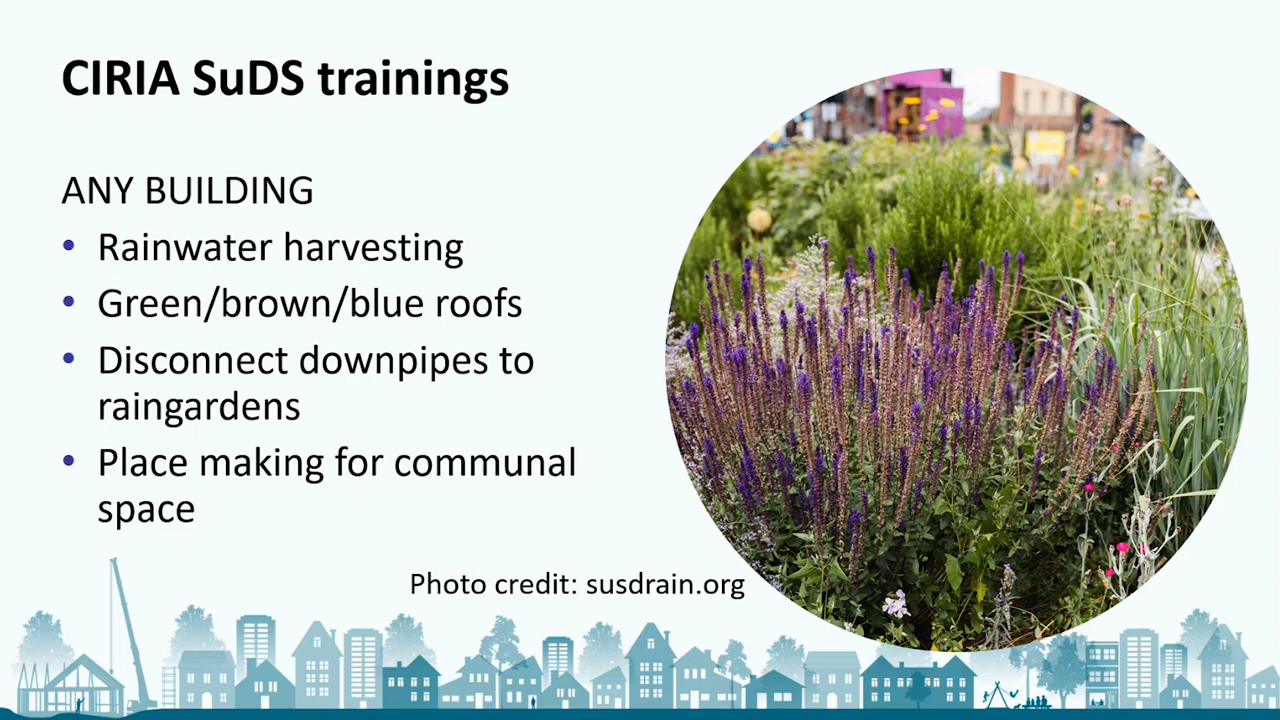 CIRIA SuDS trainings
ANY BUILDING
• Rainwater harvesting
• Green/brown/blue roofs
• Disconnect downpipes to
raingardens
• Place making for communal
space
Photo credit: susdrain.org